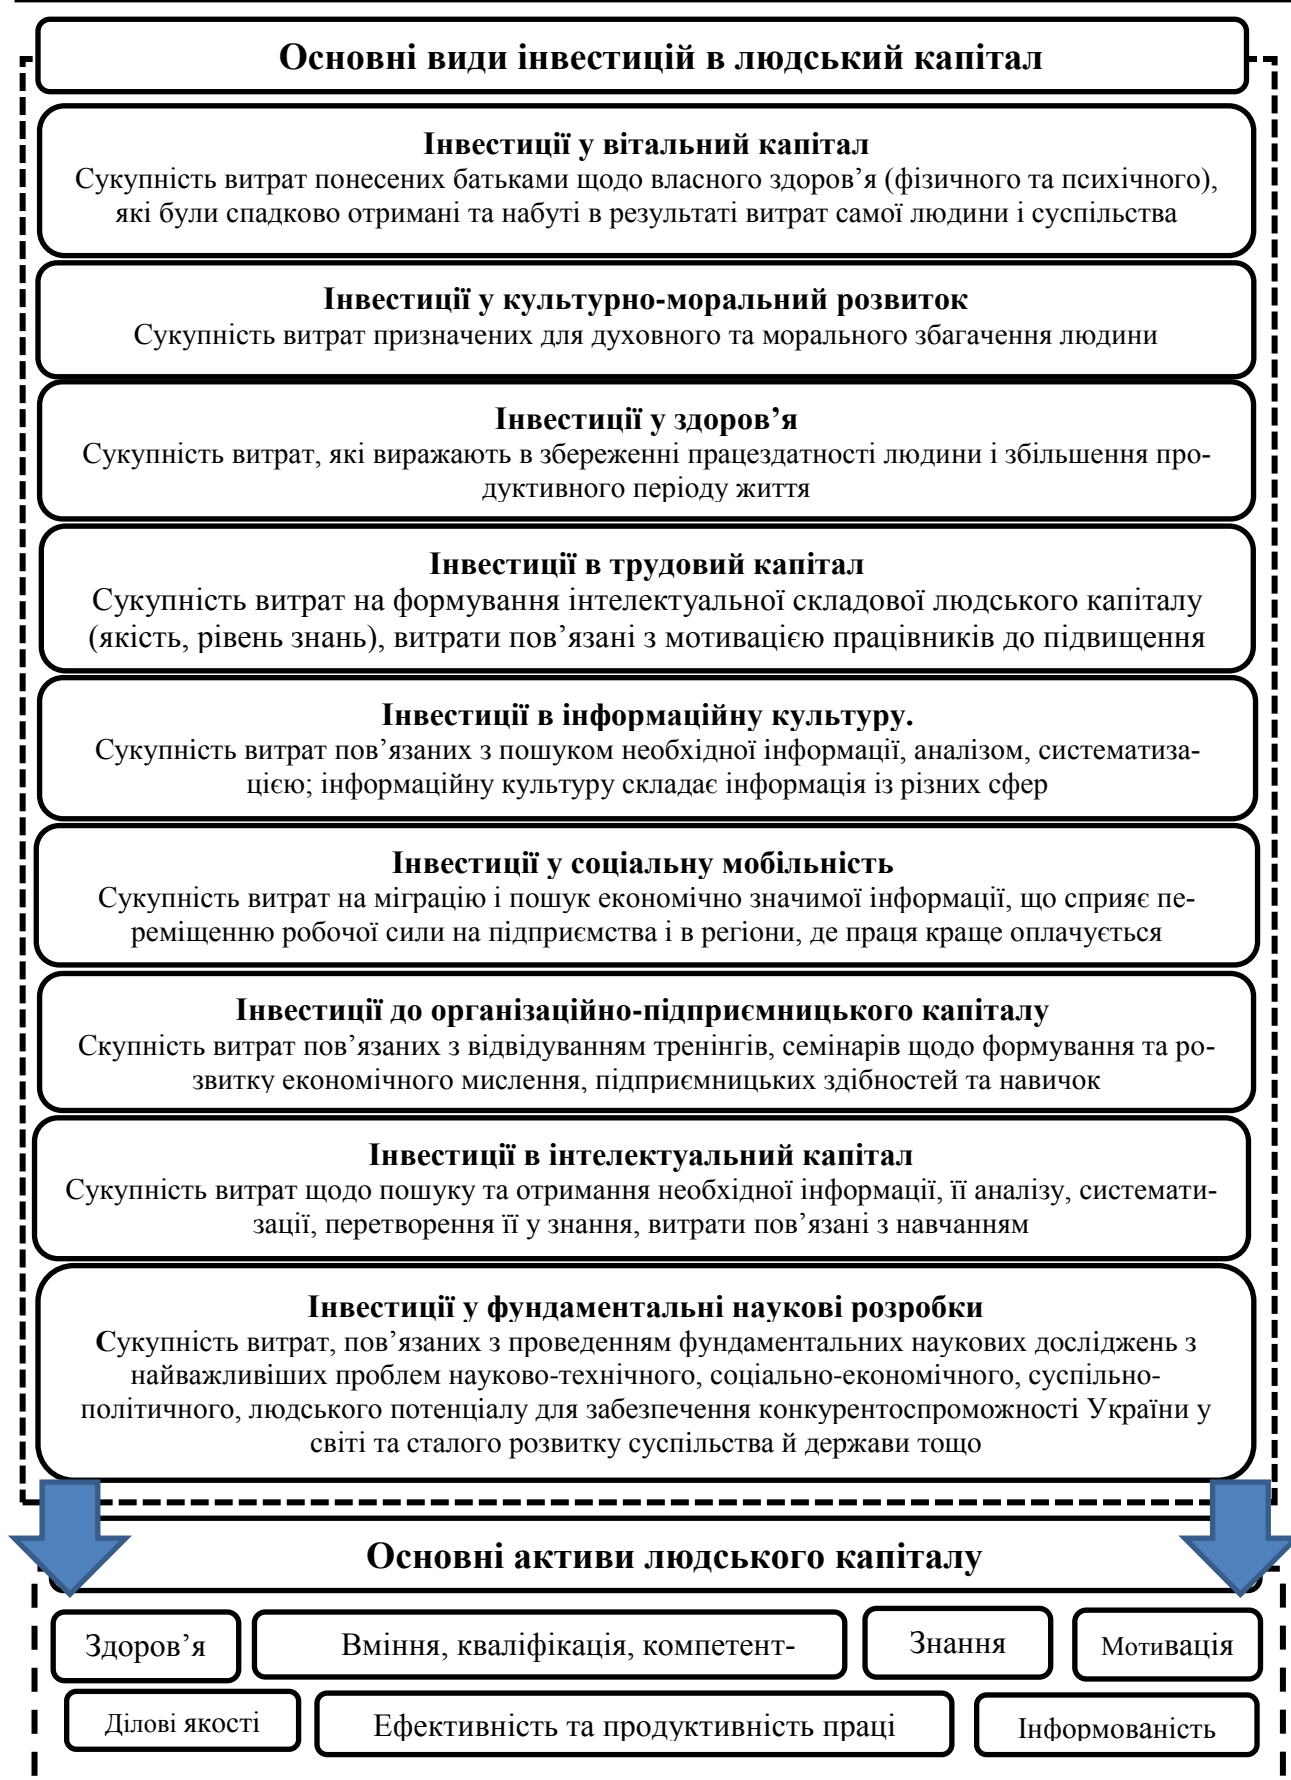 Основні види інвестицій в людський капітал
Інвестиції у вітальний капітал
Сукупність витрат понесених батьками щодо власного здоров’я (фізичного та психічного),
які були спадково отримані та набуті в результаті витрат самої людини і суспільства
Інвестиції у культурно-моральний розвиток
Сукупність витрат призначених для духовного та морального збагачення людини
Інвестиції у здоров’я
Сукупність витрат, які виражають в збереженні працездатності людини і збільшення про-
дуктивного періоду життя
Інвестиції в трудовий капітал
Сукупність витрат на формування інтелектуальної складової людського капіталу
(якість, рівень знань), витрати пов’язані з мотивацією працівників до підвищення
Інвестиції в інформаційну культуру.
Сукупність витрат пов’язаних з пошуком необхідної інформації, аналізом, систематиза-
цією; інформаційну культуру складає інформація із різних сфер
Інвестиції у соціальну мобільність
Сукупність витрат на міграцію і пошук економічно значимої інформації, що сприяє пе-
реміщенню робочої сили на підприємства і в регіони, де праця краще оплачується
Інвестиції до організаційно-підприємницького капіталу
Скупність витрат пов’язаних з відвідуванням тренінгів, семінарів щодо формування та ро-
звитку економічного мислення, підприємницьких здібностей та навичок
Інвестиції в інтелектуальний капітал
Сукупність витрат щодо пошуку та отримання необхідної інформації, її аналізу, системати-
зації, перетворення її у знання, витрати пов’язані з навчанням
Інвестиції у фундаментальні наукові розробки
Сукупність витрат, пов’язаних з проведенням фундаментальних наукових досліджень з
найважливіших проблем науково-технічного, соціально-економічного, суспільно-
політичного, людського потенціалу для забезпечення конкурентоспроможності України у
світі та сталого розвитку суспільства й держави тощо
Основні активи людського капіталу
Здоров’я
Вміння, кваліфікація, компетент-
Знання
Мотивація
Ділові якості
Ефективність та продуктивність праці
Інформованість